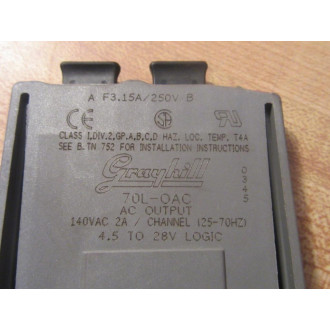 A F3.15A/250V B
CE
CLASS I,DIV.2,GP.A,B,C,D HAZ. LOC. TEMP. T4A
SEE B.TN 752 FOR INSTALLATION INSTRUCTIONS
Grayhill
70L-OAC
AC OUTPUT
140VAC 2A / CHANNEL (25-70HZ)
4.5 TO 28V LOGIC
0345